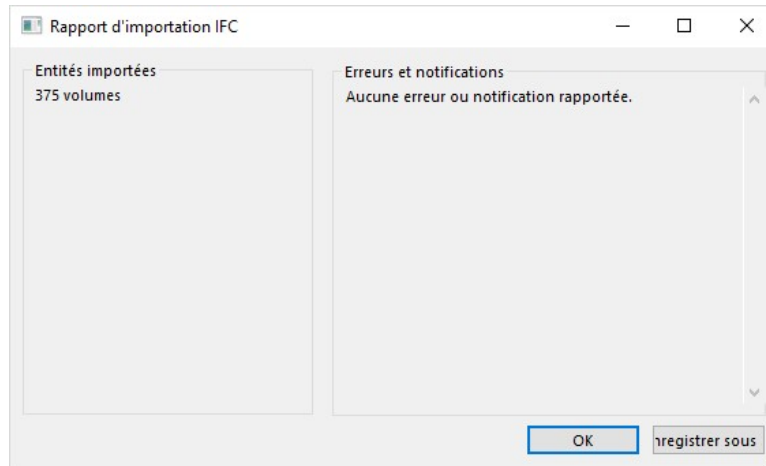 Rapport d'importation IFC
Entités importées
375 volumes
Erreurs et notifications
Aucune erreur ou notification rapportée.
OK
nregistrer sous